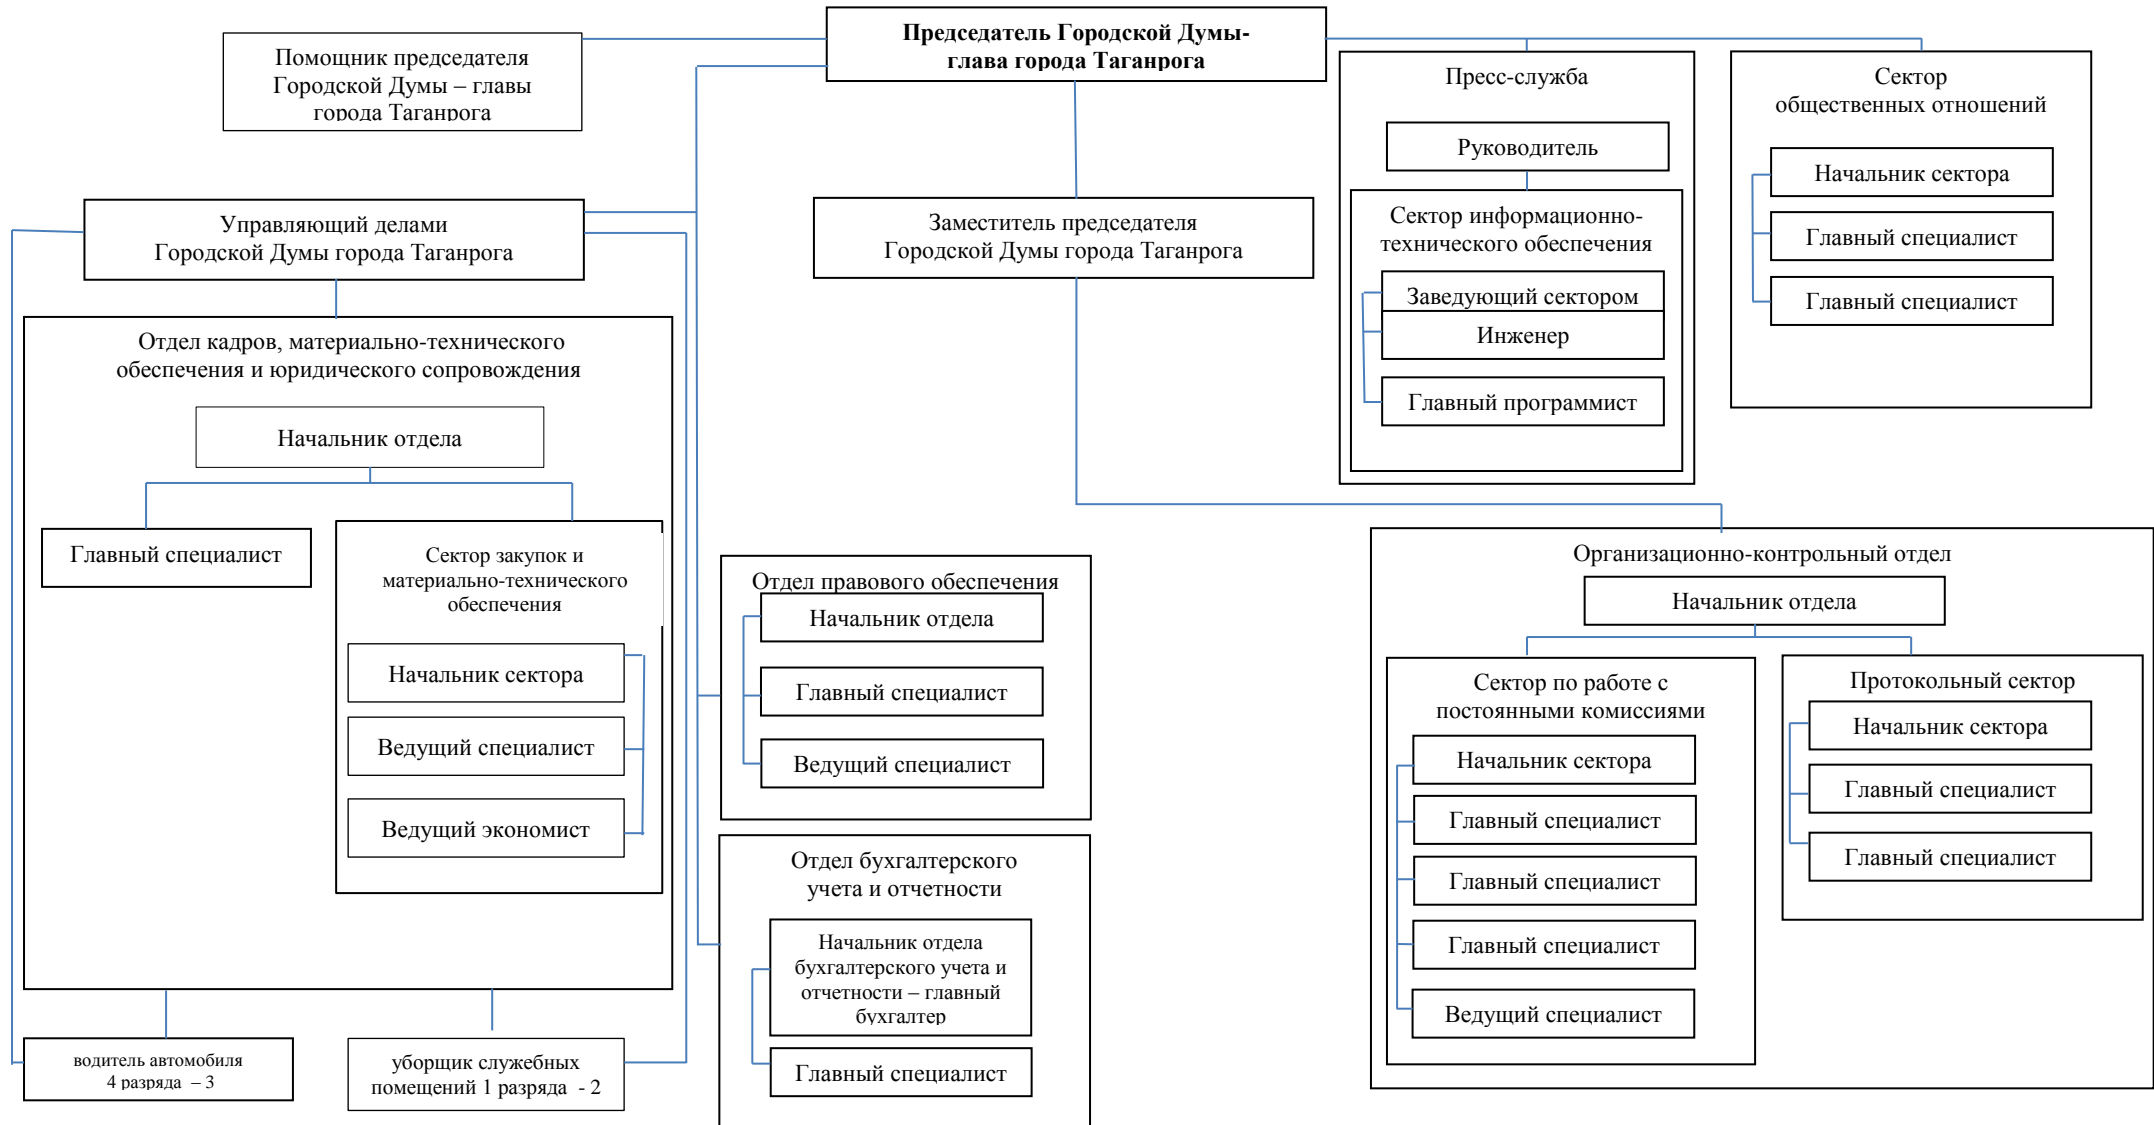 Председатель Городской Думы-
глава города Таганрога
Помощник председателя
Городской Думы – главы
города Таганрога
Пресс-служба
Руководитель
Сектор информационно-
технического обеспечения
Заведующий сектором
Инженер
Главный программист
Сектор
общественных отношений
Начальник сектора
Главный специалист
Главный специалист
Управляющий делами
Городской Думы города Таганрога
Заместитель председателя
Городской Думы города Таганрога
Отдел кадров, материально-технического
обеспечения и юридического сопровождения
Начальник отдела
Главный специалист
Сектор закупок и
материально-технического
обеспечения
Начальник сектора
Ведущий специалист
Ведущий экономист
водитель автомобиля
4 разряда – 3
уборщик служебных
помещений 1 разряда - 2
Отдел правового обеспечения
Начальник отдела
Главный специалист
Ведущий специалист
Отдел бухгалтерского
учета и отчетности
Начальник отдела
бухгалтерского учета и
отчетности – главный
бухгалтер
Главный специалист
Организационно-контрольный отдел
Начальник отдела
Сектор по работе с
постоянными комиссиями
Начальник сектора
Главный специалист
Главный специалист
Главный специалист
Ведущий специалист
Протокольный сектор
Начальник сектора
Главный специалист
Главный специалист